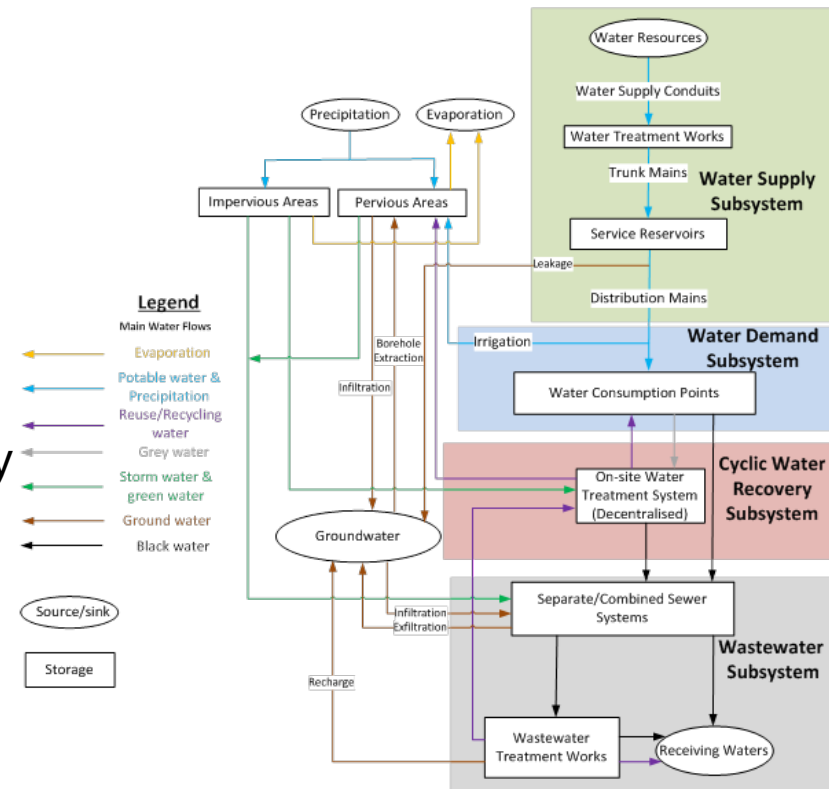 Water Resources
Water Supply Conduits
Precipitation
Evaporation
Water Treatment Works
Trunk Mains
Water Supply
Subsystem
Impervious Areas
Pervious Areas
Service Reservoirs
Leakage
Distribution Mains
Legend
Main Water Flows
Evaporation
Potable water &
Precipitation
Reuse/Recycling
water
Grey water
Storm water &
green water
Ground water
Black water
Source/sink
Storage
y
Borehole
Extraction
Infiltration
Irrigation
Water Demand
Subsystem
Water Consumption Points
Cyclic Water
Recovery
Subsystem
On-site Water
Treatment System
(Decentralised)
Groundwater
Infiltration
Exfiltration
Separate/Combined Sewer
Systems
Wastewater
Subsystem
Recharge
Wastewater
Treatment Works
Receiving Waters